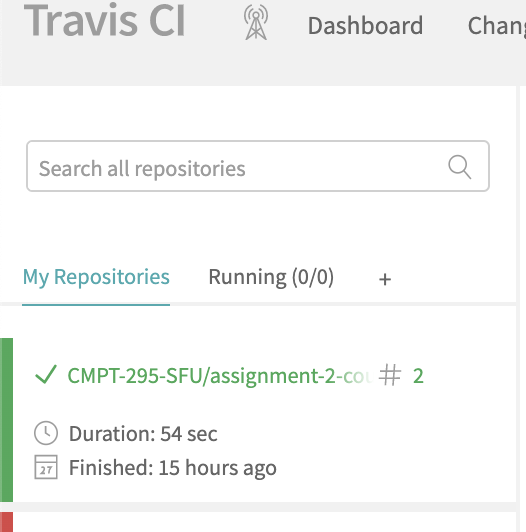 Travis CI Dashboard Chang
Search all repositories
My Repositories Running (0/0) +
CMPT-295-SFU/assignment-2-cou # 2
Duration: 54 sec
27 Finished: 15 hours ago